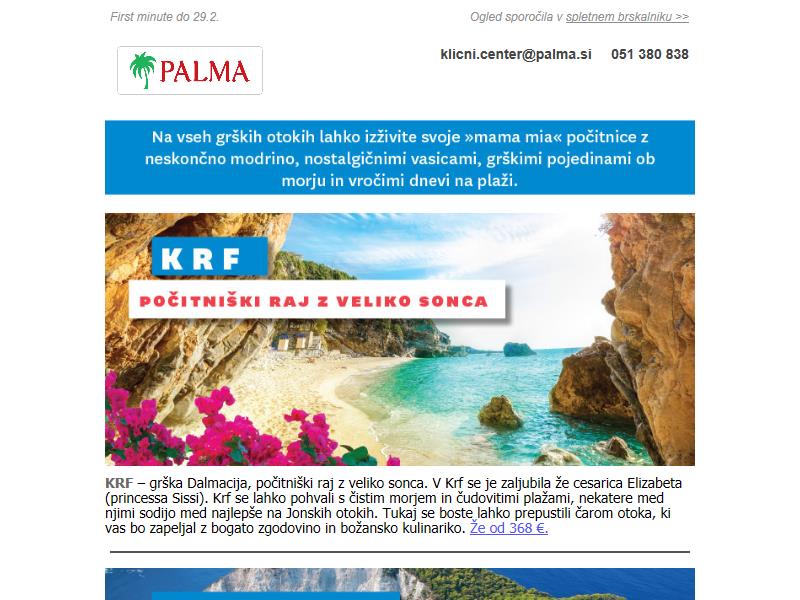 First minute do 29.2.
Ogled sporočila v spletnem brskalniku >>
PALMA
klicni.center@palma.si 051 380 838
Na vseh grških otokih lahko izživite svoje »mama mia« počitnice z
neskončno modrino, nostalgičnimi vasicami, grškimi pojedinami ob
morju in vročimi dnevi na plaži.
KRF
POČITNIŠKI RAJ Z VELIKO SONCA
KRF – grška Dalmacija, počitniški raj z veliko sonca. V Krf se je zaljubila že cesarica Elizabeta
(princessa Sissi). Krf se lahko pohvali s čistim morjem in čudovitimi plažami, nekatere med
njimi sodijo med najlepše na Jonskih otokih. Tukaj se boste lahko prepustili čarom otoka, ki
vas bo zapeljal z bogato zgodovino in božansko kulinariko. Že od 368 €.